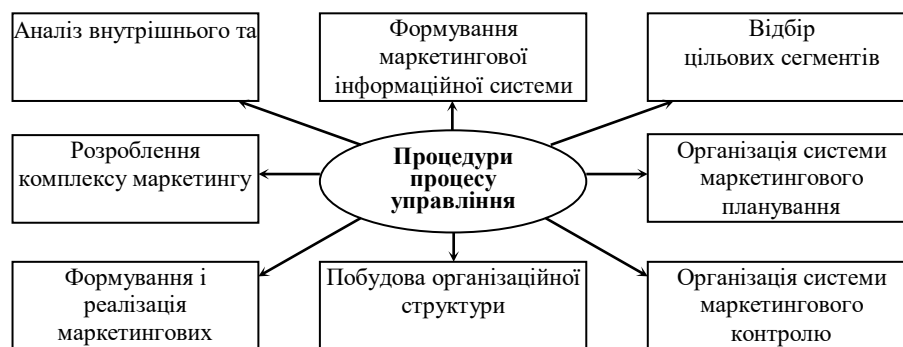 Аналіз внутрішнього та
Формування
маркетингової
інформаційної системи
Відбір
цільових сегментів
Розроблення
комплексу маркетингу
Процедури
процесу
управління
Організація системи
маркетингового
планування
Формування і
реалізація
маркетингових
Побудова організаційної
структури
Організація системи
маркетингового
контролю